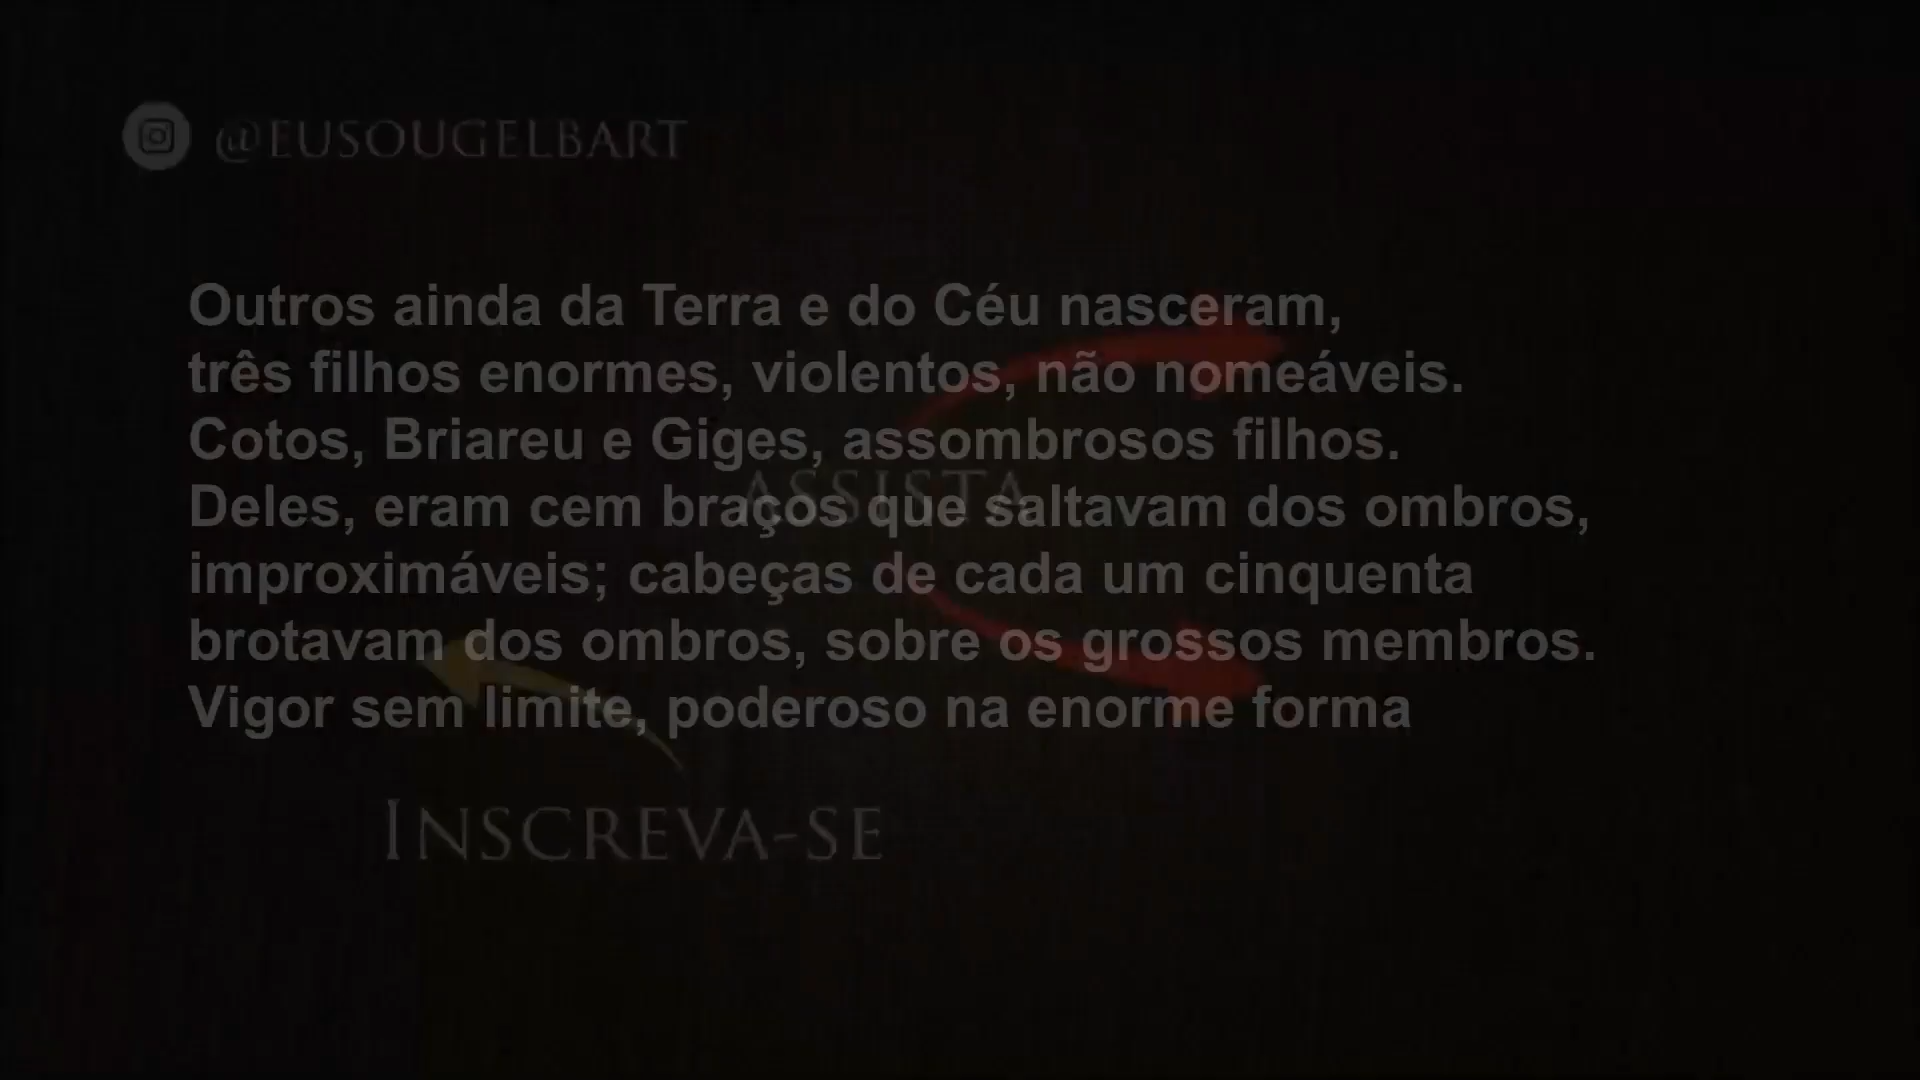 @EUSOUGELBART
Outros ainda da Terra e do Céu nasceram,
três filhos enormes, violentos, não nomeáveis.
Cotos, Briareu e Giges, assombrosos filhos.
ASSISTA
Deles, eram cem braços que saltavam dos ombros,
improximáveis; cabeças de cada um cinquenta
brotavam dos ombros, sobre os grossos membros.
Vigor sem limite, poderoso na enorme forma
INSCREVA-SE